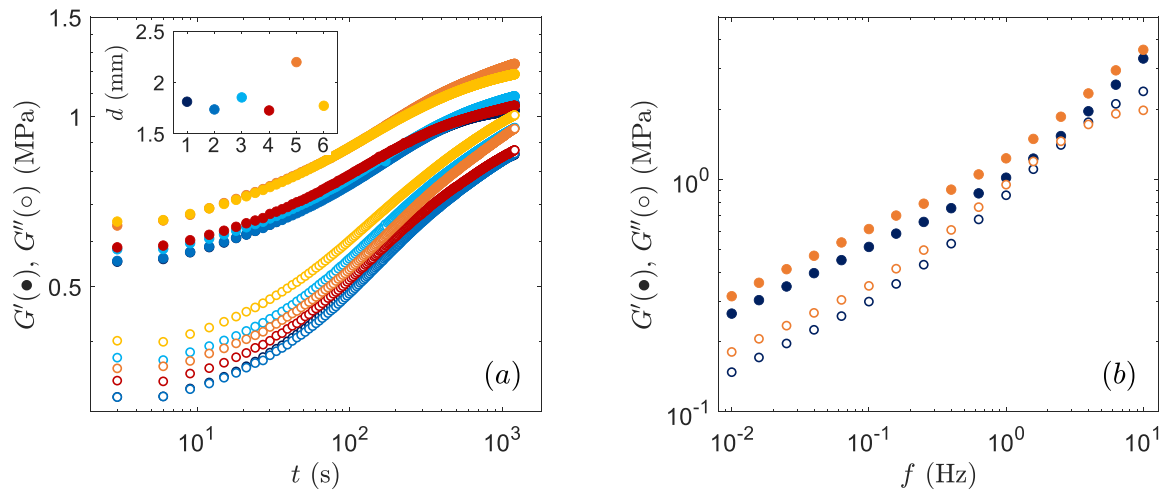 1.5
1
0.5
G′(●), G″(○) (MPa)
10¹ 10² 10³
t (s)
2.5
2
1.5
d (mm)
1 2 3 4 5 6
(a)
10⁰
10⁻¹
G′(●), G″(○) (MPa)
10⁻² 10⁻¹ 10⁰ 10¹
f (Hz)
(b)